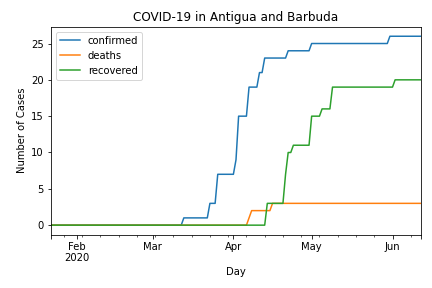 COVID-19 in Antigua and Barbuda
confirmed
deaths
recovered
Number of Cases
25
20
15
10
5
0
Feb
2020
Mar
Apr
May
Jun
Day